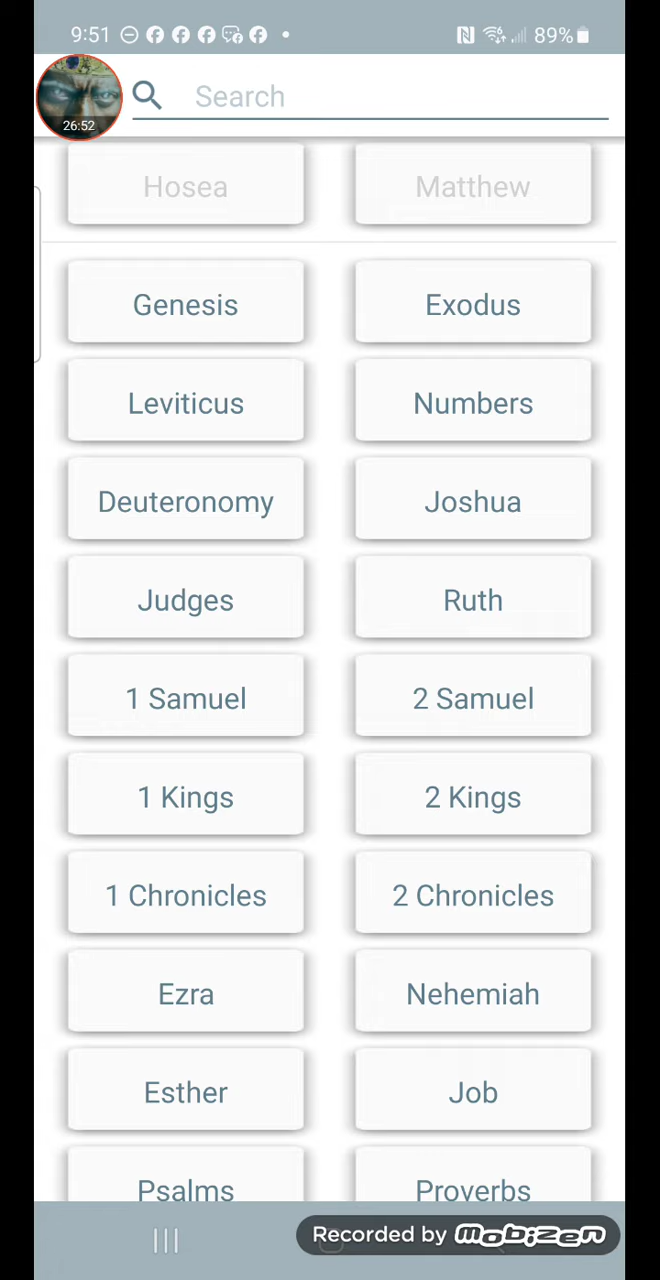 9:51 89%
26:52
Search
Hosea Matthew
Genesis Exodus
Leviticus Numbers
Deuteronomy Joshua
Judges Ruth
1 Samuel 2 Samuel
1 Kings 2 Kings
1 Chronicles 2 Chronicles
Ezra Nehemiah
Esther Job
Psalms Proverbs
Recorded by mobizen